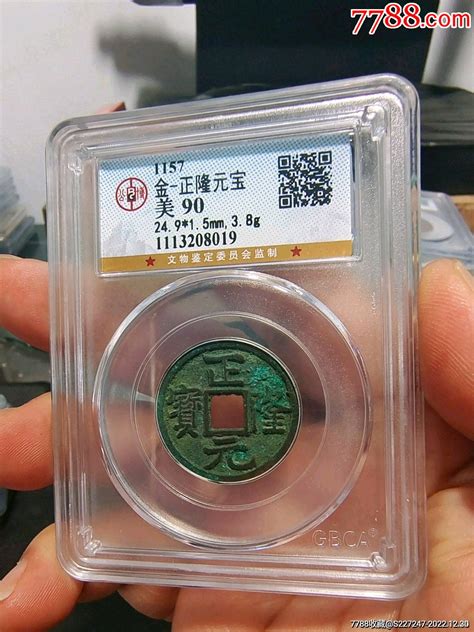 7788.com
1157
金-正隆元宝
美 90
24.9*1.5mm, 3.8g
1113208019
★ 文物鉴定委员会监制 ★
正
寶 隆
元
GBCA
7788收藏@S227247-2022.12.30